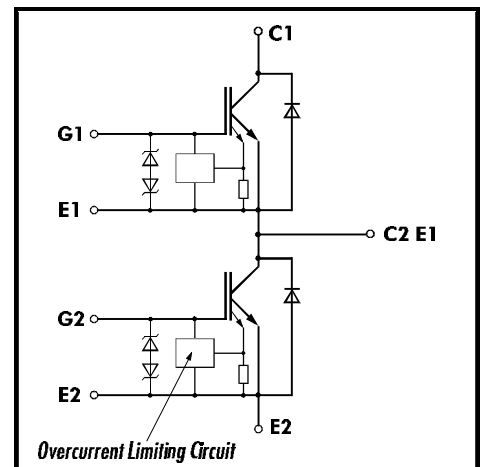 C1
G1
E1
C2 E1
G2
E2
E2
Overcurrent Limiting Circuit